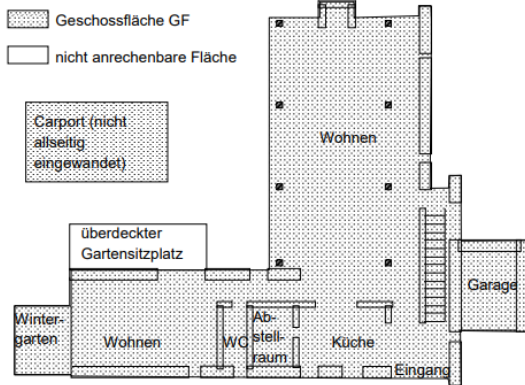 Geschossfläche GF
nicht anrechenbare Fläche
Carport (nicht
allseitig
eingewandet)
Wohnen
überdeckter
Gartensitzplatz
Garage
Winter-
garten
Wohnen
WC
Ab-
stell-
raum
Küche
Eingang